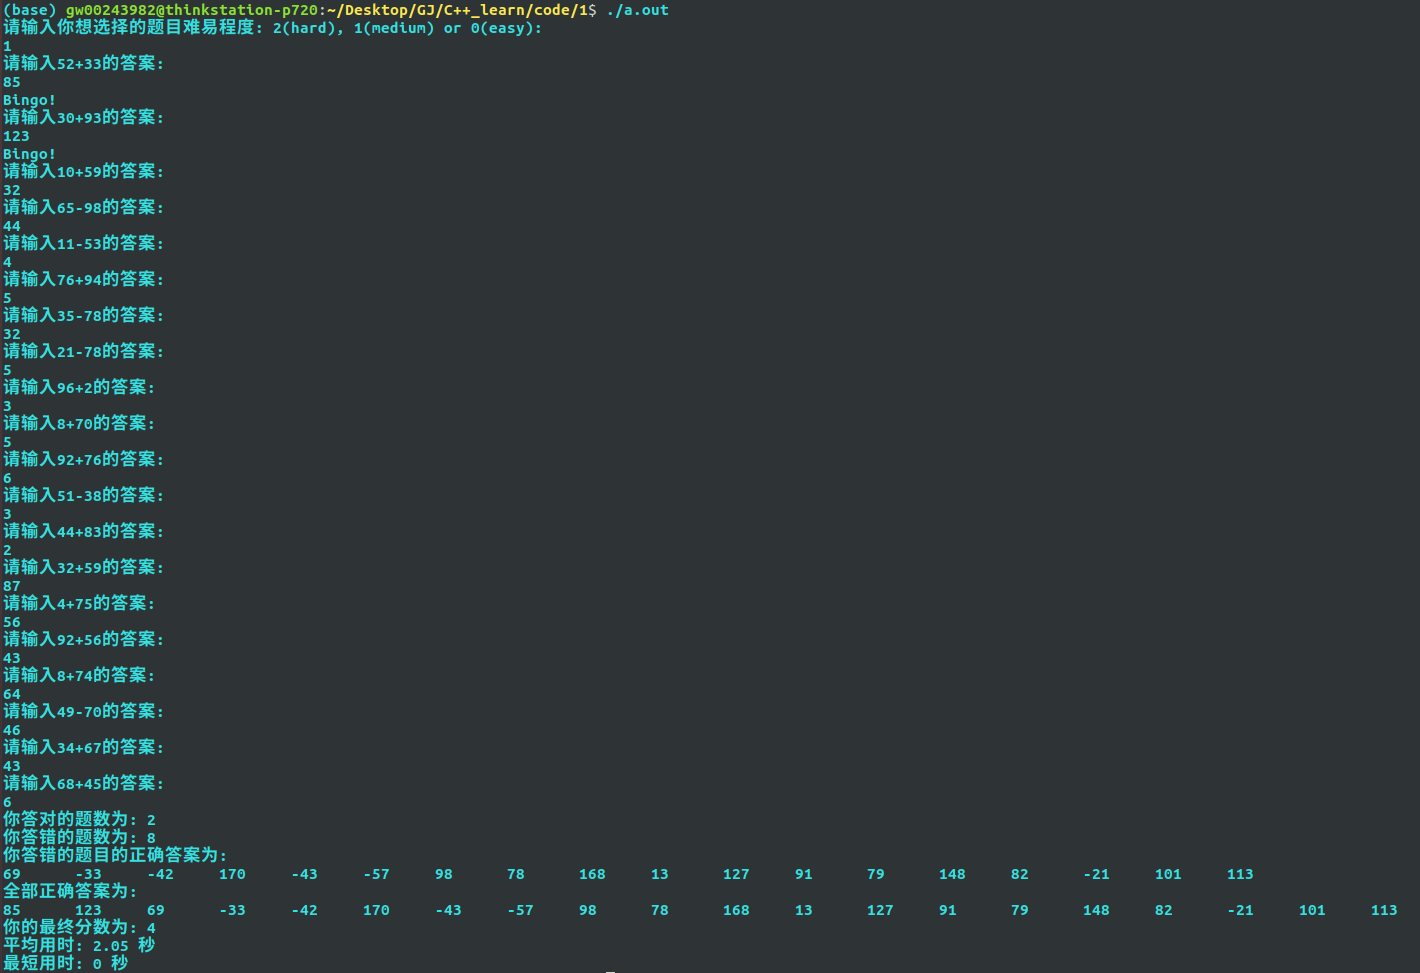 (base) gw00243982@thinkstation-p720:~/Desktop/GJ/C++_learn/code/1$ ./a.out
请输入你想选择的题目难易程度: 2(hard), 1(medium) or 0(easy):
1
请输入52+33的答案:
85
Bingo!
请输入30+93的答案:
123
Bingo!
请输入10+59的答案:
32
请输入65-98的答案:
44
请输入11-53的答案:
4
请输入76+94的答案:
5
请输入35-78的答案:
32
请输入21-78的答案:
5
请输入96+2的答案:
3
请输入8+70的答案:
5
请输入92+76的答案:
6
请输入51-38的答案:
3
请输入44+83的答案:
2
请输入32+59的答案:
87
请输入4+75的答案:
56
请输入92+56的答案:
43
请输入8+74的答案:
64
请输入49-70的答案:
46
请输入34+67的答案:
43
请输入68+45的答案:
6
你答对的题数为: 2
你答错的题数为: 8
你答错的题目的正确答案为:
69 -33 -42 170 -43 -57 98 78 168 13 127 91 79 148 82 -21 101 113
全部正确答案为:
85 123 69 -33 -42 170 -43 -57 98 78 168 13 127 91 79 148 82 -21 101 113
你的最终分数为: 4
平均用时: 2.05 秒
最短用时: 0 秒